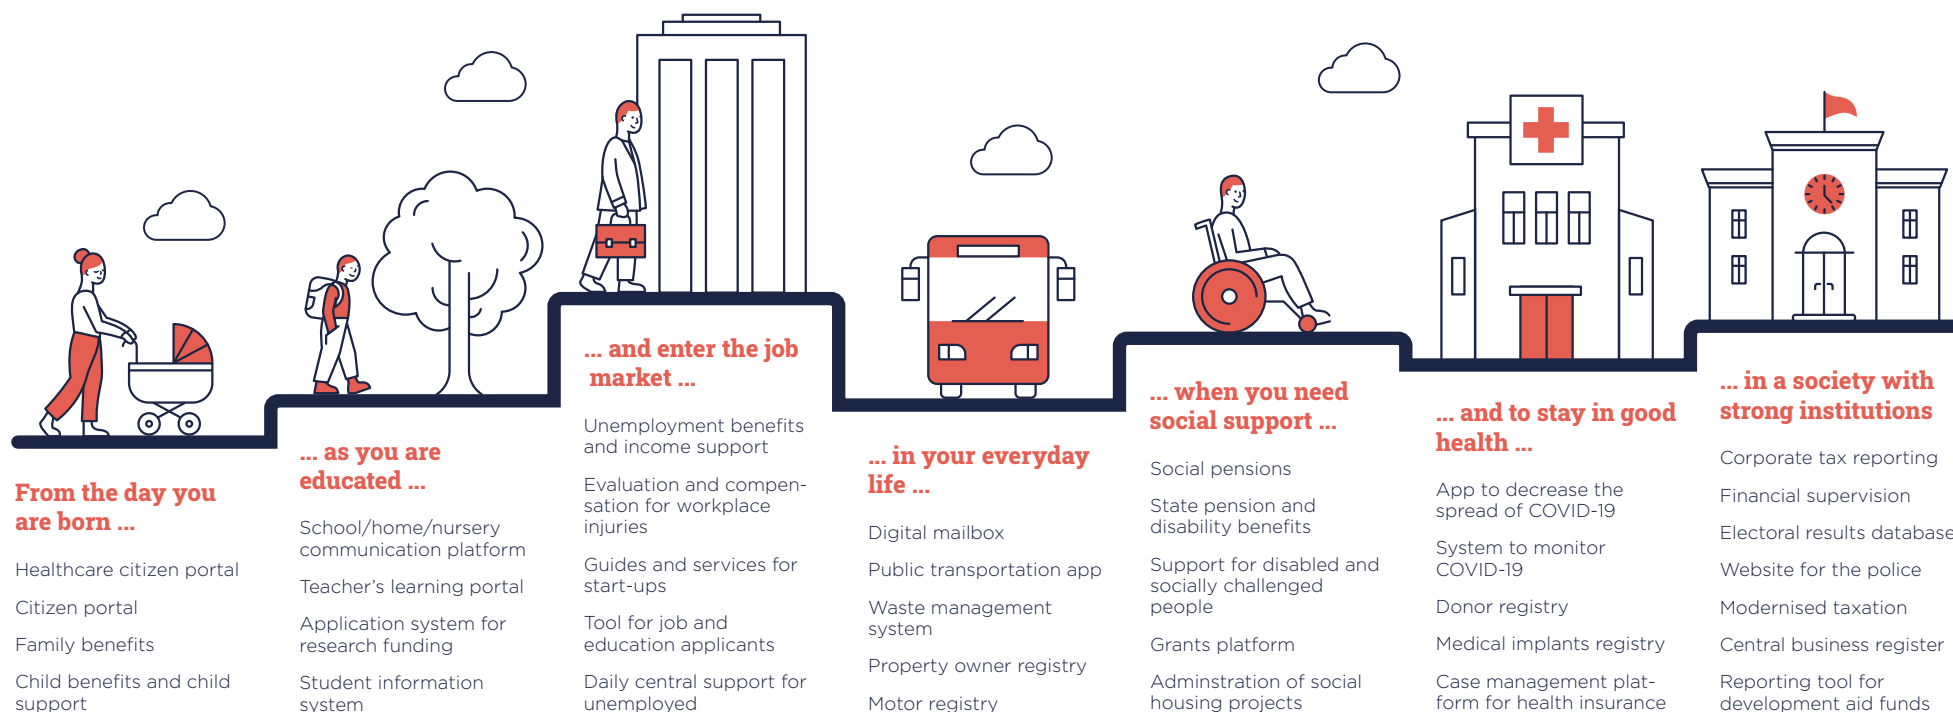 From the day you
are born ...
Healthcare citizen portal
Citizen portal
Family benefits
Child benefits and child
support
... as you are
educated ...
School/home/nursery
communication platform
Teacher’s learning portal
Application system for
research funding
Student information
system
... and enter the job
market ...
Unemployment benefits
and income support
Evaluation and compen-
sation for workplace
injuries
Guides and services for
start-ups
Tool for job and
education applicants
Daily central support for
unemployed
... in your everyday
life ...
Digital mailbox
Public transportation app
Waste management
system
Property owner registry
Motor registry
... when you need
social support ...
Social pensions
State pension and
disability benefits
Support for disabled and
socially challenged
people
Grants platform
Adminstration of social
housing projects
... and to stay in good
health ...
App to decrease the
spread of COVID-19
System to monitor
COVID-19
Donor registry
Medical implants registry
Case management plat-
form for health insurance
... in a society with
strong institutions
Corporate tax reporting
Financial supervision
Electoral results database
Website for the police
Modernised taxation
Central business register
Reporting tool for
development aid funds